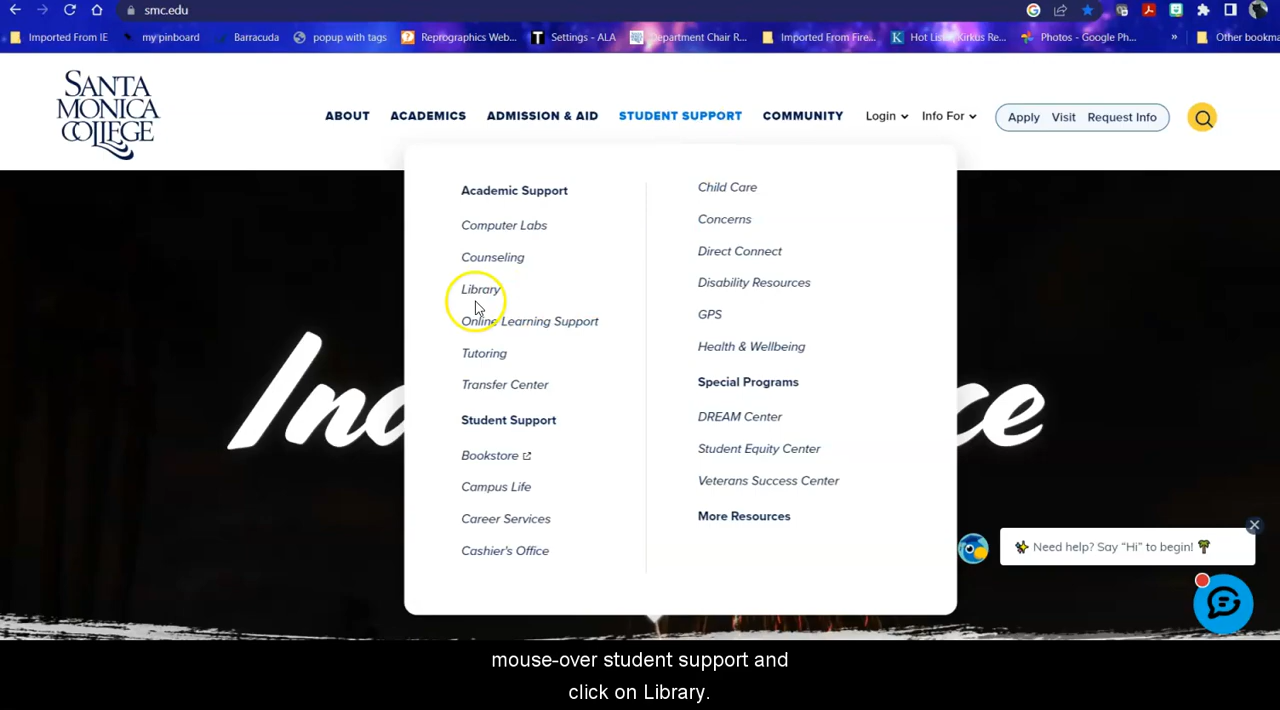 smc.edu
Imported From IE
my pinboard
Barracuda
popup with tags
Reprographics Web...
Settings - ALA
Department Chair R...
Imported From Fire...
Hot List | Kirkus Re...
Photos - Google Ph...
»
Other bookma
SANTA
MONICA
COLLEGE
ABOUT
ACADEMICS
ADMISSION & AID
STUDENT SUPPORT
COMMUNITY
Login
Info For
Apply
Visit
Request Info
Academic Support
Computer Labs
Counseling
Library
Online Learning Support
Tutoring
Transfer Center
Student Support
Bookstore
Campus Life
Career Services
Cashier's Office
Child Care
Concerns
Direct Connect
Disability Resources
GPS
Health & Wellbeing
Special Programs
DREAM Center
Student Equity Center
Veterans Success Center
More Resources
Need help? Say “Hi” to begin!
mouse-over student support and
click on Library.